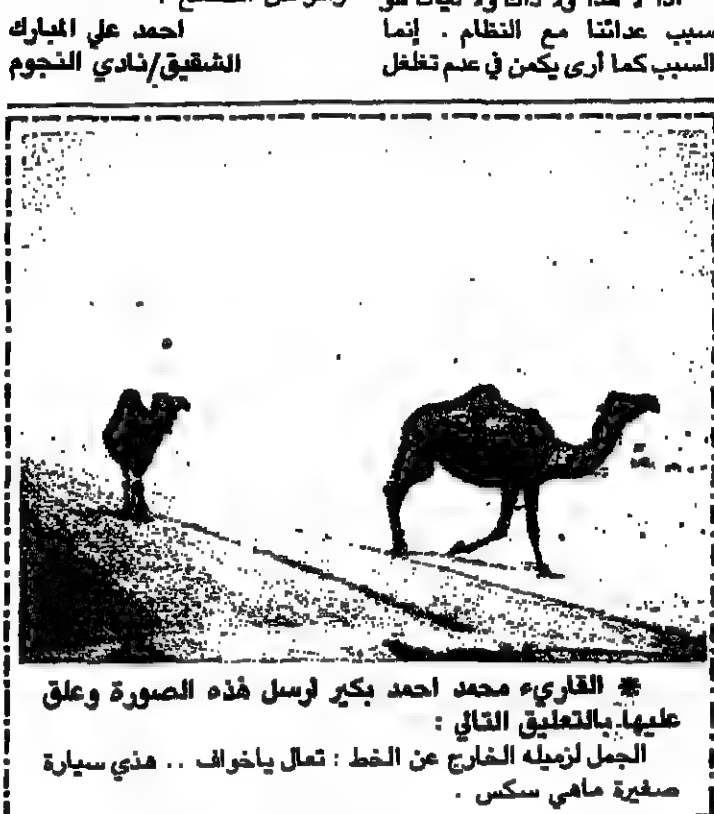 سبب عدائنا مع النظام . إنما
السبب كما أرى يكمن في عدم تغلغل
احمد علي المبارك
الشقيق/نادي النجوم
* القاريء محمد احمد بكير ارسل هذه الصورة وعلق
عليها بالتعليق التالي :
الجمل لزميله الخارج عن الخط : تعال ياخواف .. هذي سيارة
صغيرة ماهي سكس .